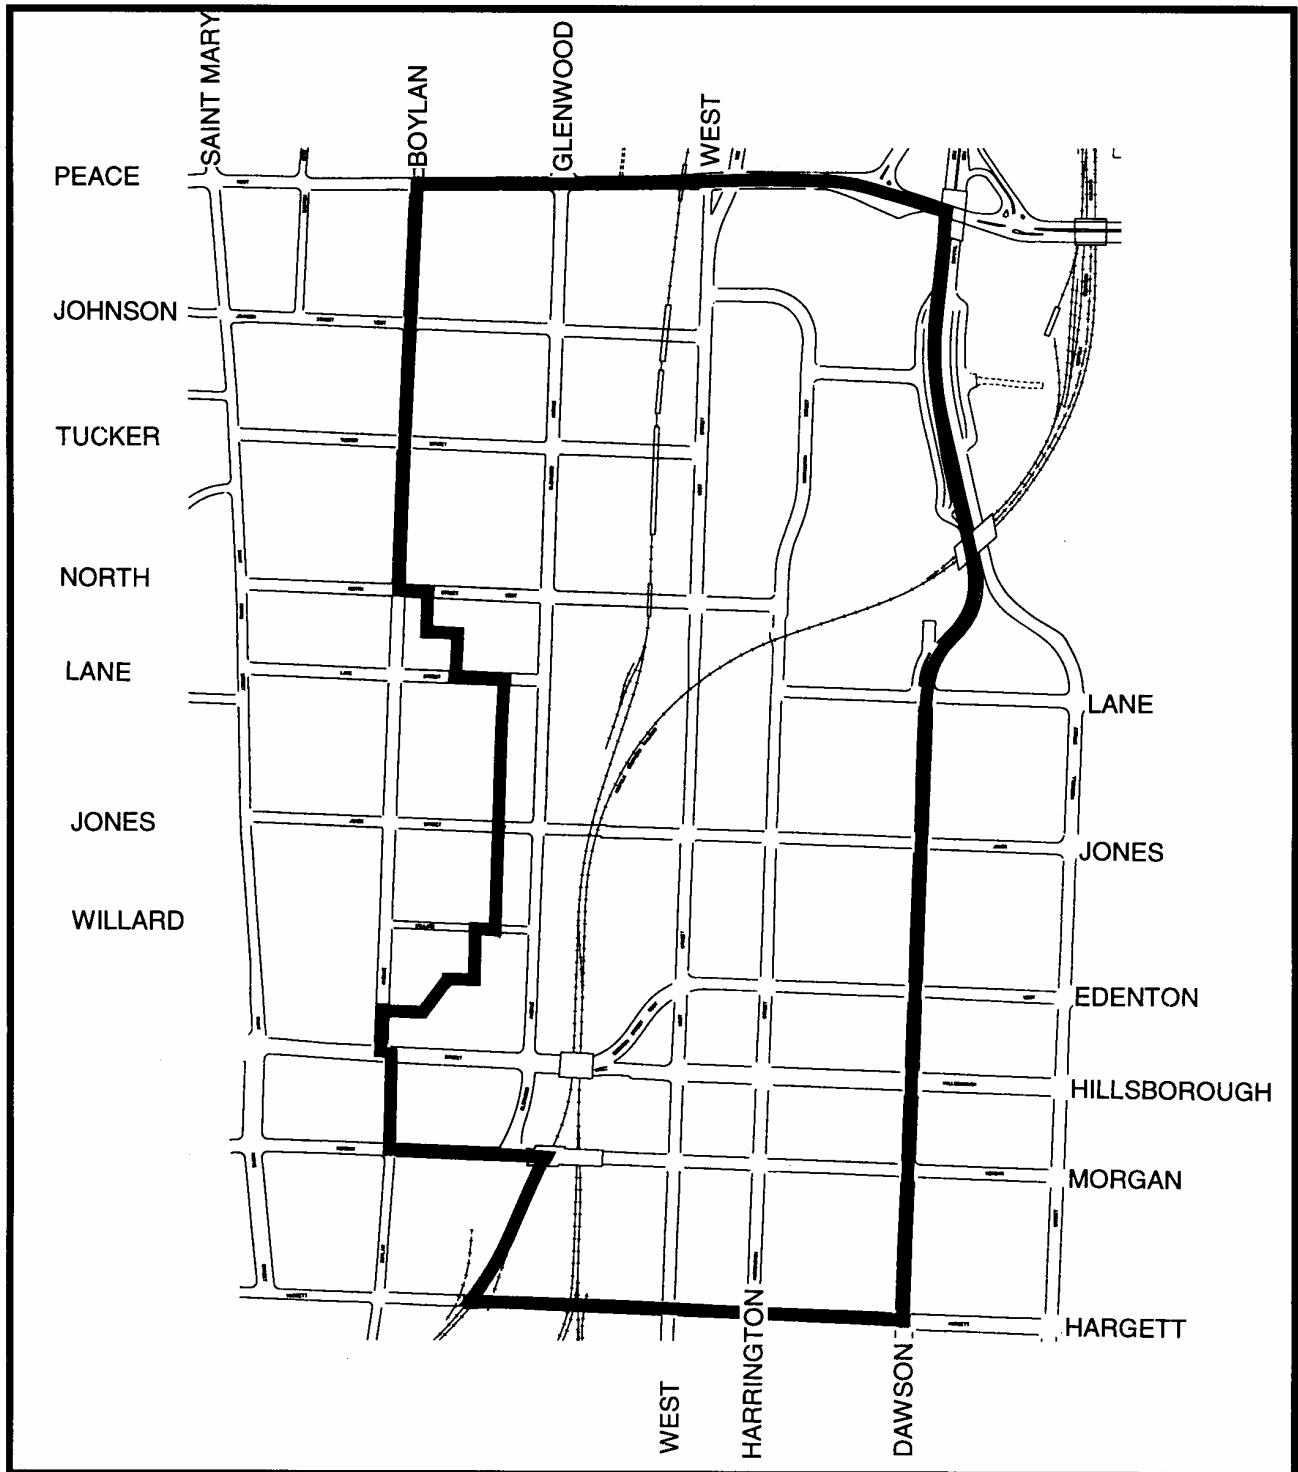 SAINT MARY
BOYLAN
GLENWOOD
WEST
PEACE
JOHNSON
TUCKER
NORTH
LANE
LANE
JONES
JONES
WILLARD
EDENTON
HILLSBOROUGH
MORGAN
HARGETT
WEST
HARRINGTON
DAWSON